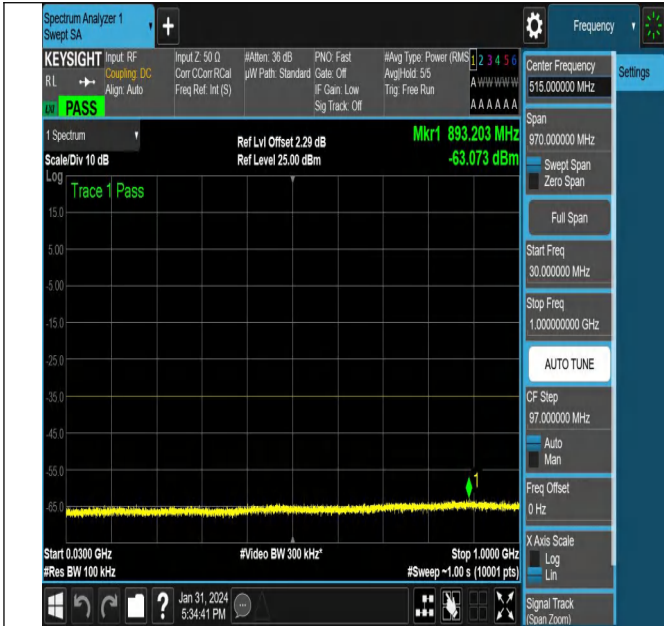 Spectrum Analyzer 1
Swept SA
Frequency
KEYSIGHT
RL
LXI
PASS
Input: RF
Coupling: DC
Align: Auto
Input Z: 50 Ω
Corr CCorr RCal
Freq Ref: Int (S)
#Atten: 36 dB
µW Path: Standard
PNO: Fast
Gate: Off
IF Gain: Low
Sig Track: Off
#Avg Type: Power (RMS
Avg|Hold: 5/5
Trig: Free Run
1 2 3 4 5 6
A W W W W W
A A A A A A
1 Spectrum
Scale/Div 10 dB
Log
Ref Lvl Offset 2.29 dB
Ref Level 25.00 dBm
Mkr1 893.203 MHz
-63.073 dBm
Trace 1 Pass
15.0
5.00
-5.00
-15.0
-25.0
-35.0
-45.0
-55.0
-65.0
1
Start 0.0300 GHz
#Res BW 100 kHz
#Video BW 300 kHz*
Stop 1.0000 GHz
#Sweep ~1.00 s (10001 pts)
?
Jan 31, 2024
5:34:41 PM
Settings
Center Frequency
515.000000 MHz
Span
970.000000 MHz
Swept Span
Zero Span
Full Span
Start Freq
30.000000 MHz
Stop Freq
1.000000000 GHz
AUTO TUNE
CF Step
97.000000 MHz
Auto
Man
Freq Offset
0 Hz
X Axis Scale
Log
Lin
Signal Track
(Span Zoom)